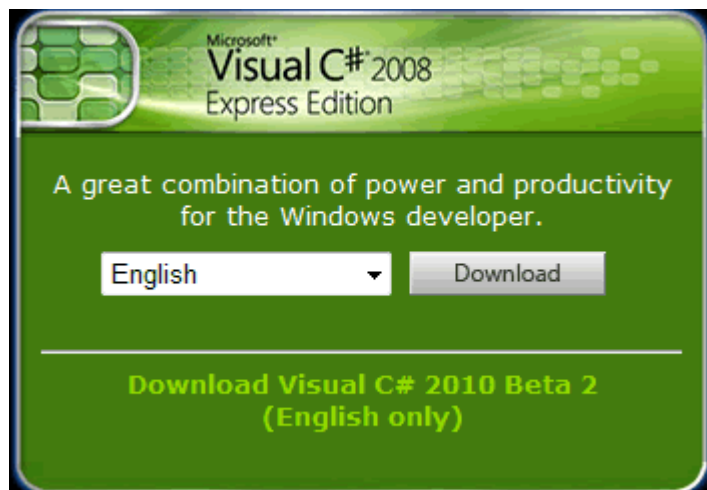 Microsoft®
Visual C#® 2008
Express Edition
A great combination of power and productivity
for the Windows developer.
English
Download
Download Visual C# 2010 Beta 2
(English only)